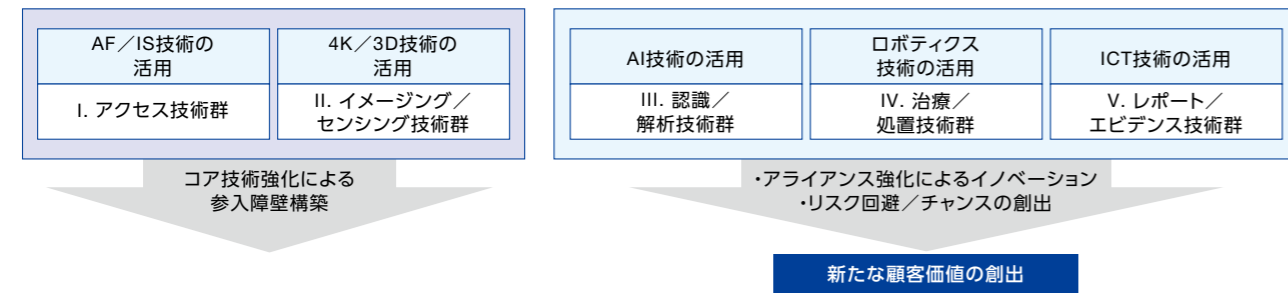 AF／IS技術の
活用
I. アクセス技術群
4K／3D技術の
活用
II. イメージング／
センシング技術群
コア技術強化による
参入障壁構築
AI技術の活用
III. 認識／
解析技術群
ロボティクス
技術の活用
IV. 治療／
処置技術群
ICT技術の活用
V. レポート／
エビデンス技術群
・アライアンス強化によるイノベーション
・リスク回避／チャンスの創出
新たな顧客価値の創出